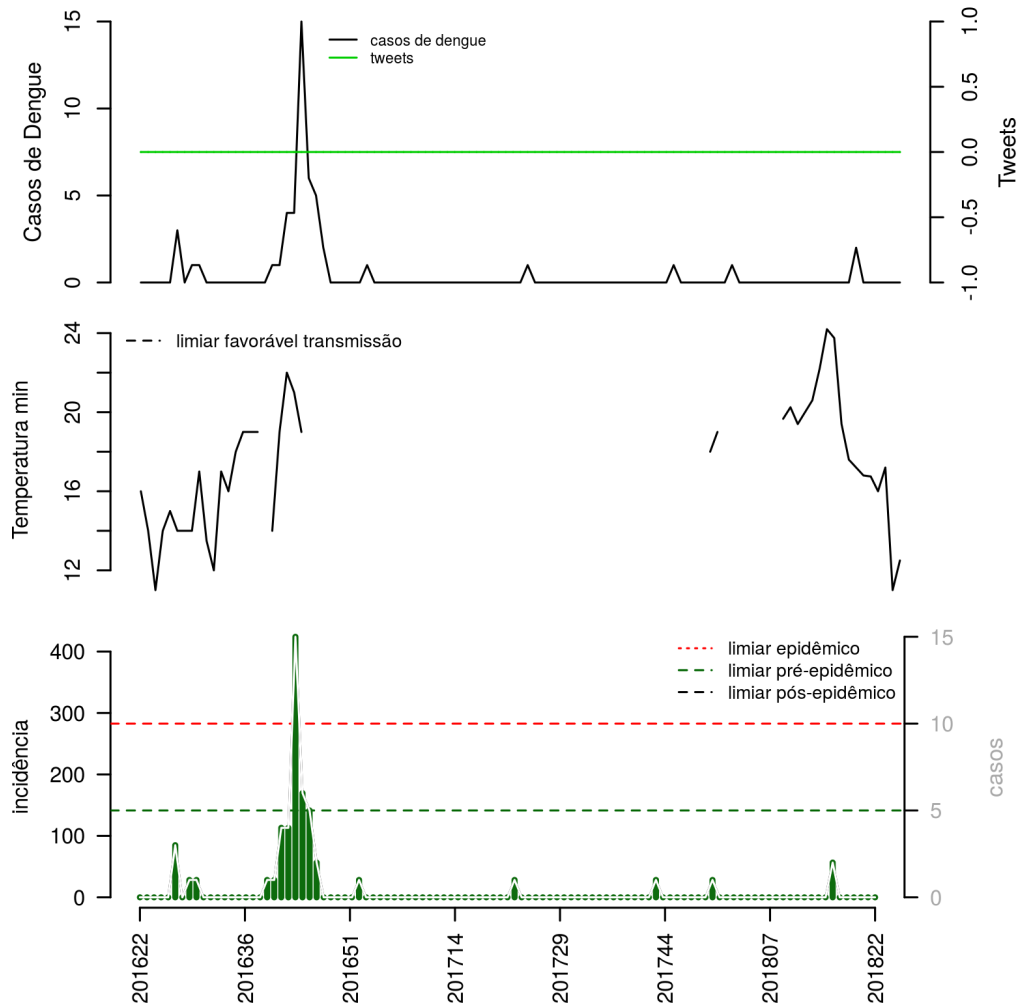 15
10
5
0
Casos de Dengue
casos de dengue
tweets
1.0
0.5
0.0
-0.5
-1.0
Tweets
24
20
16
12
Temperatura min
limiar favorável transmissão
400
300
200
100
0
incidência
limiar epidêmico
limiar pré-epidêmico
limiar pós-epidêmico
15
10
5
0
casos
201622
201636
201651
201714
201729
201744
201807
201822